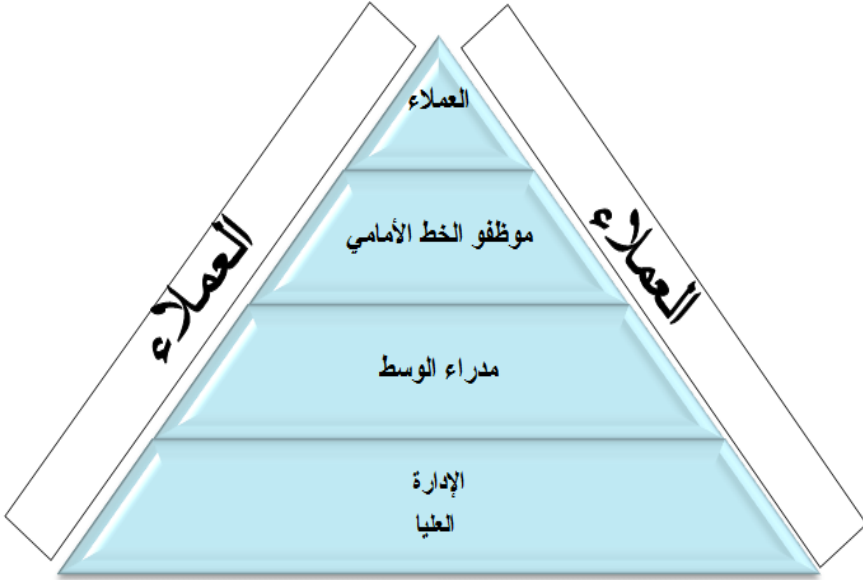 العملاء
موظفو الخط الأمامي
مدراء الوسط
الإدارة
العليا
العملاء
العملاء